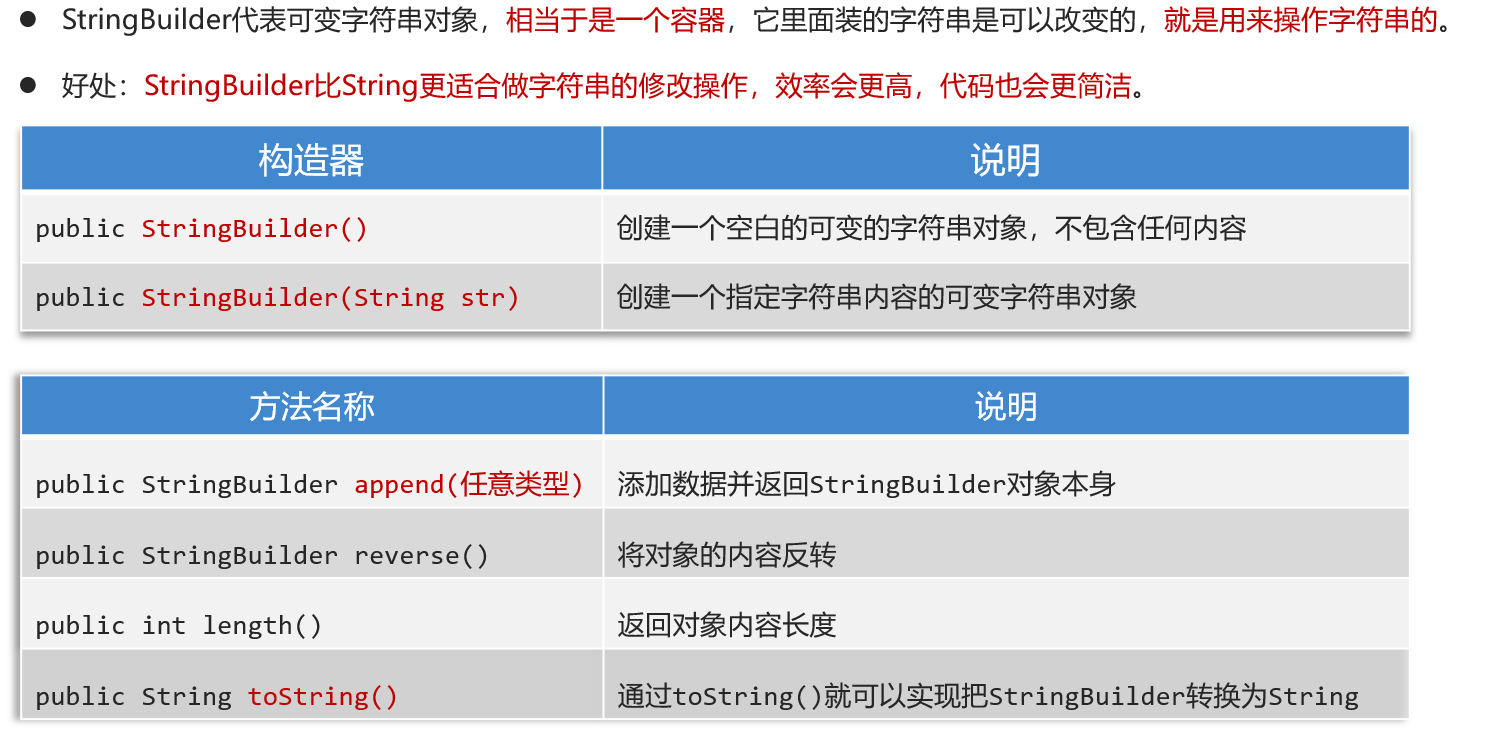 ● StringBuilder代表可变字符串对象，相当于是一个容器，它里面装的字符串是可以改变的，就是用来操作字符串的。
● 好处：StringBuilder比String更适合做字符串的修改操作，效率会更高，代码也会更简洁。
构造器 说明
public StringBuilder() 创建一个空白的可变的字符串对象，不包含任何内容
public StringBuilder(String str) 创建一个指定字符串内容的可变字符串对象
方法名称 说明
public StringBuilder append(任意类型) 添加数据并返回StringBuilder对象本身
public StringBuilder reverse() 将对象的内容反转
public int length() 返回对象内容长度
public String toString() 通过toString()就可以实现把StringBuilder转换为String